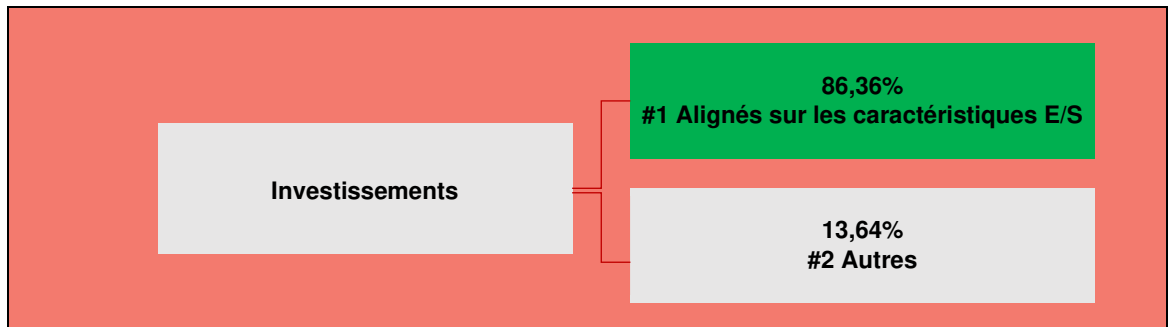 86,36%
#1 Alignés sur les caractéristiques E/S
Investissements
13,64%
#2 Autres